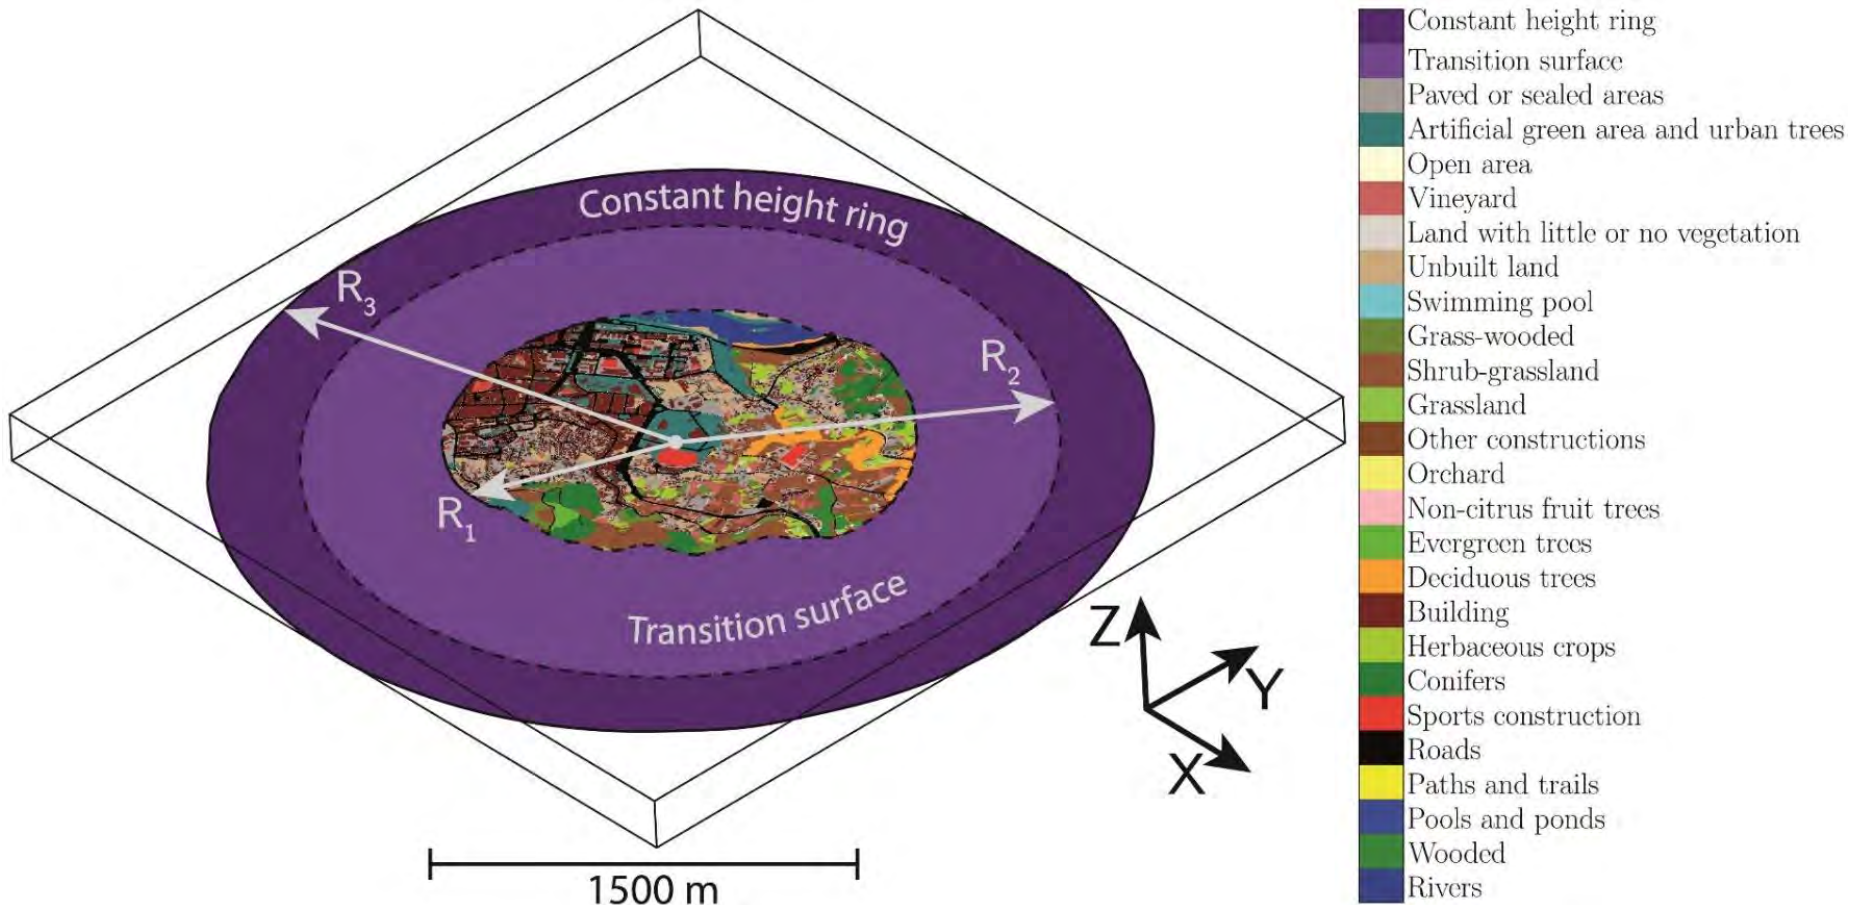 Constant height ring
R3
R2
R1
Transition surface
Z
Y
X
1500 m
Constant height ring
Transition surface
Paved or sealed areas
Artificial green area and urban trees
Open area
Vineyard
Land with little or no vegetation
Unbuilt land
Swimming pool
Grass-wooded
Shrub-grassland
Grassland
Other constructions
Orchard
Non-citrus fruit trees
Evergreen trees
Deciduous trees
Building
Herbaceous crops
Conifers
Sports construction
Roads
Paths and trails
Pools and ponds
Wooded
Rivers